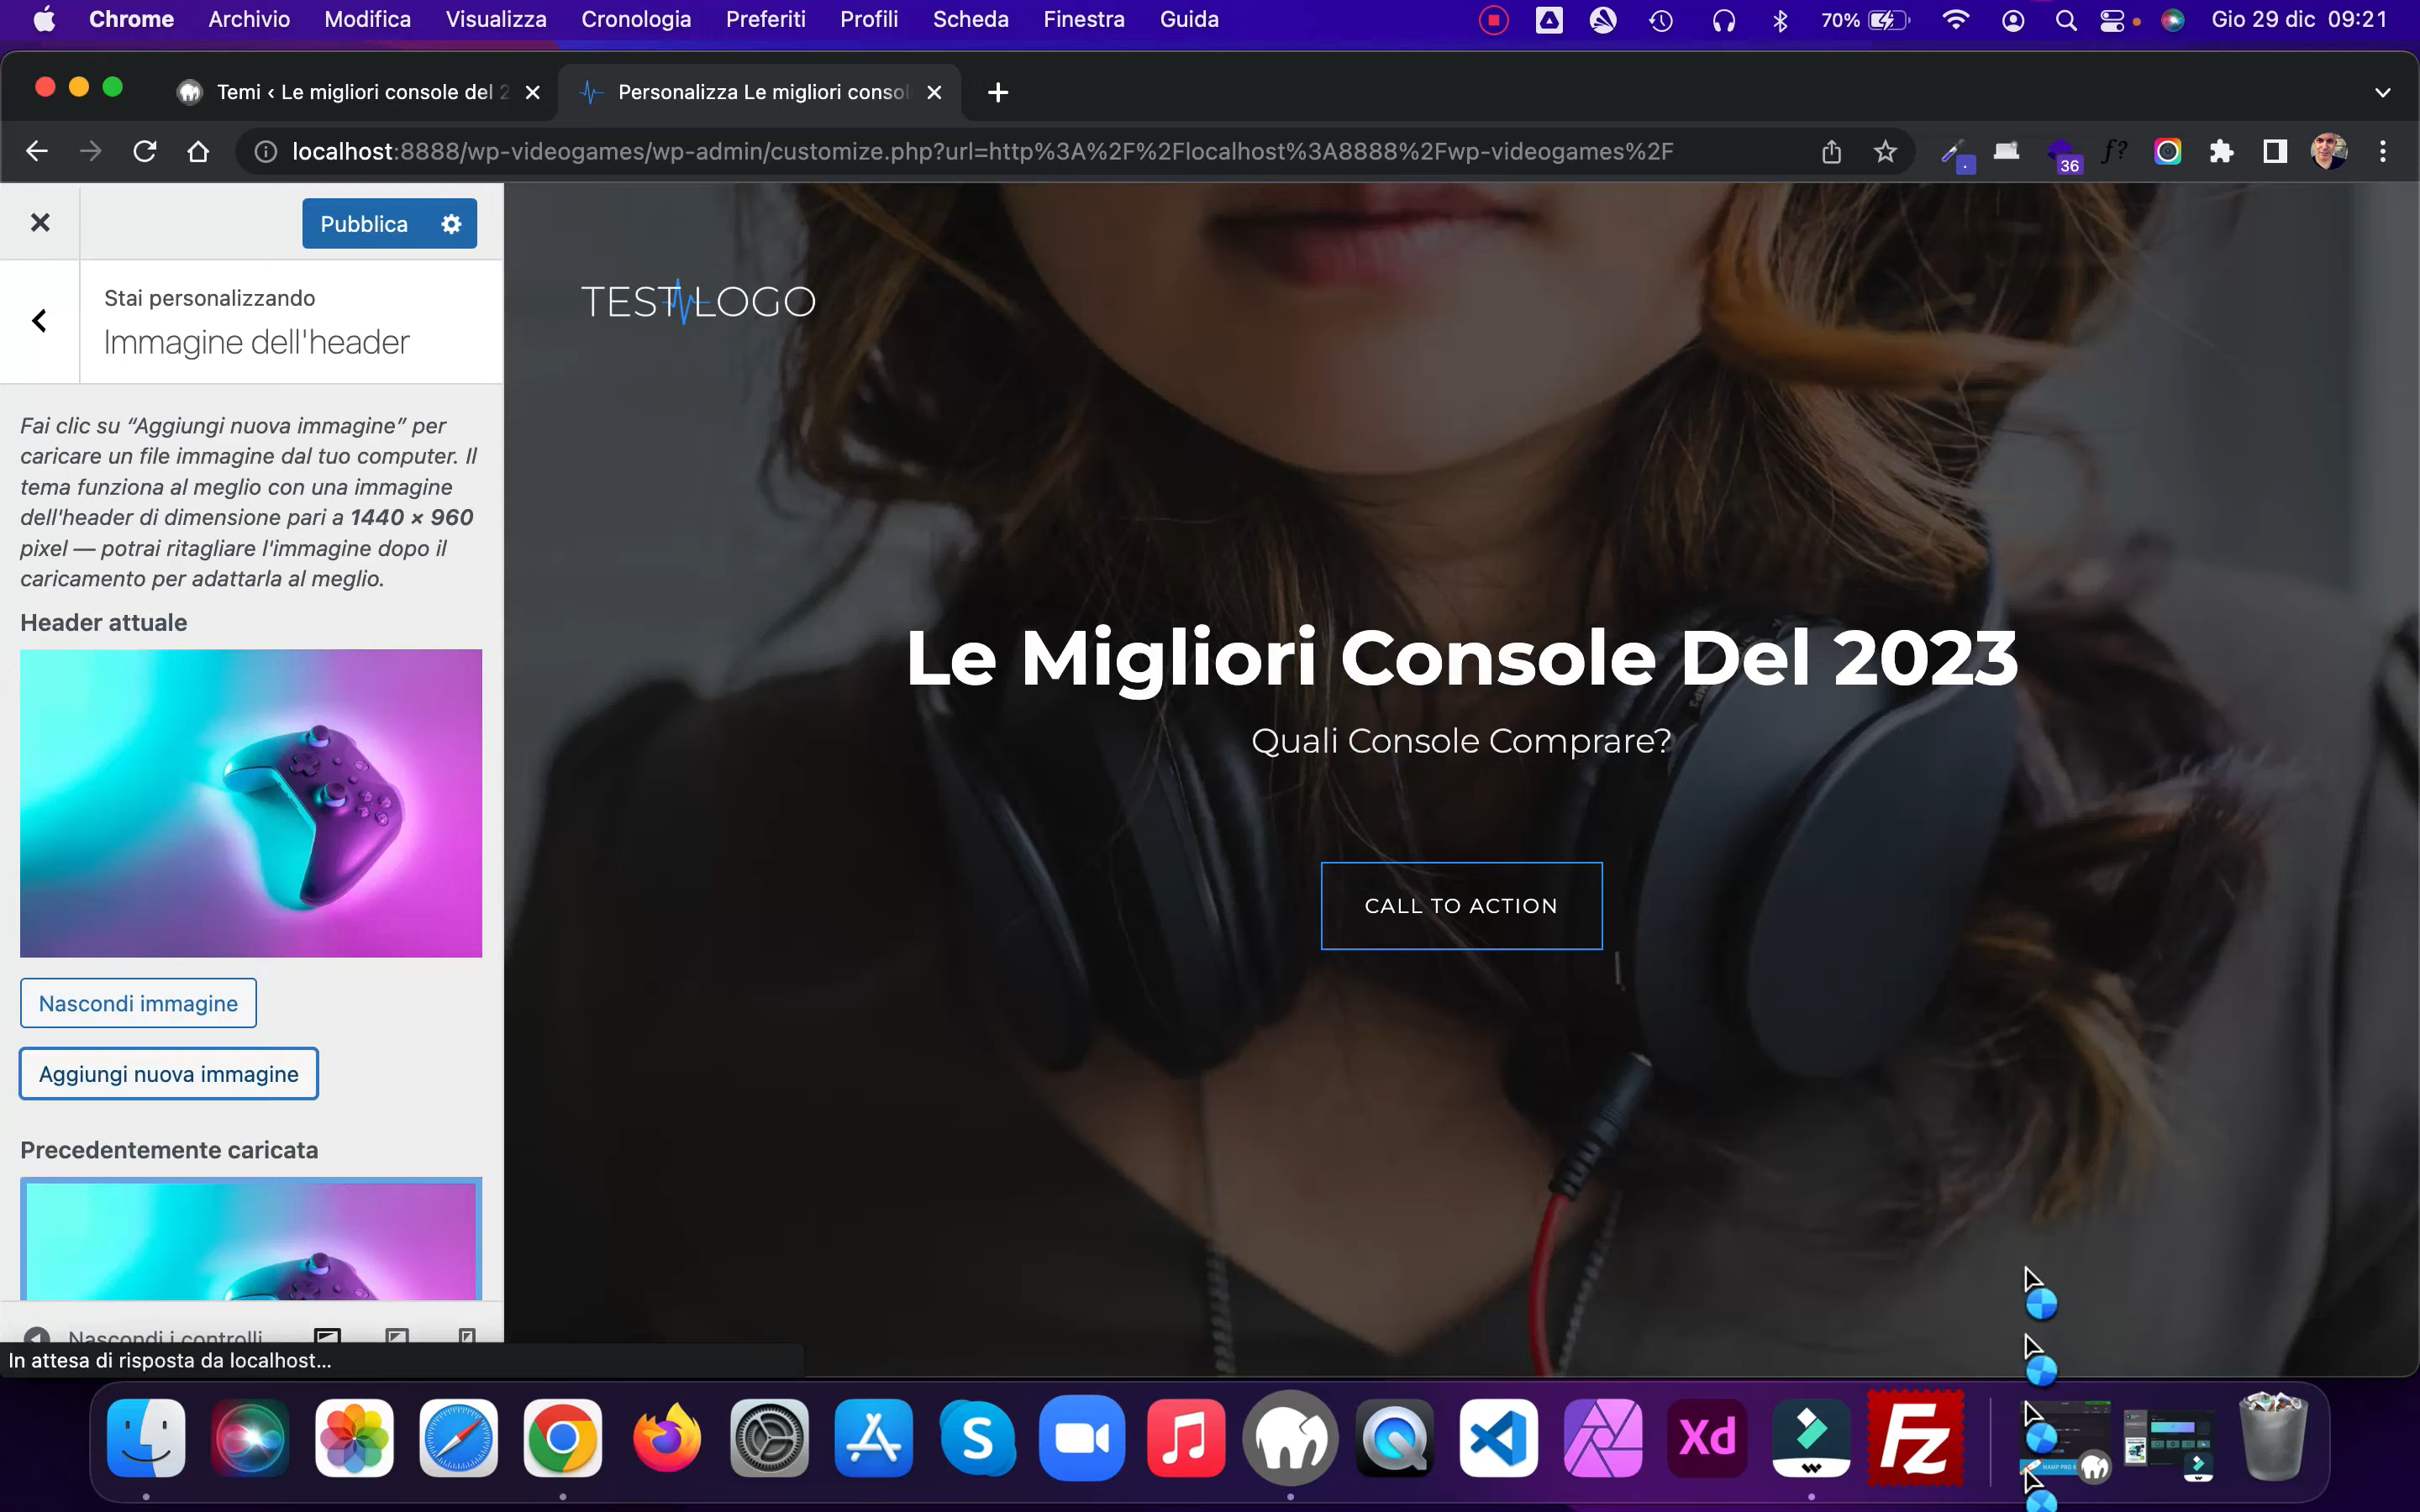 Chrome Archivio Modifica Visualizza Cronologia Preferiti Profili Scheda Finestra Guida 70% Gio 29 dic 09:21
Temi ‹ Le migliori console del 2
Personalizza Le migliori consol
localhost:8888/wp-videogames/wp-admin/customize.php?url=http%3A%2F%2Flocalhost%3A8888%2Fwp-videogames%2F
f?
36
Pubblica
Stai personalizzando
Immagine dell'header
Fai clic su “Aggiungi nuova immagine” per
caricare un file immagine dal tuo computer. Il
tema funziona al meglio con una immagine
dell'header di dimensione pari a 1440 × 960
pixel — potrai ritagliare l'immagine dopo il
caricamento per adattarla al meglio.
Header attuale
Nascondi immagine
Aggiungi nuova immagine
Precedentemente caricata
Nascondi i controlli
In attesa di risposta da localhost...
TEST LOGO
Le Migliori Console Del 2023
Quali Console Comprare?
CALL TO ACTION
S
Xd
Fz